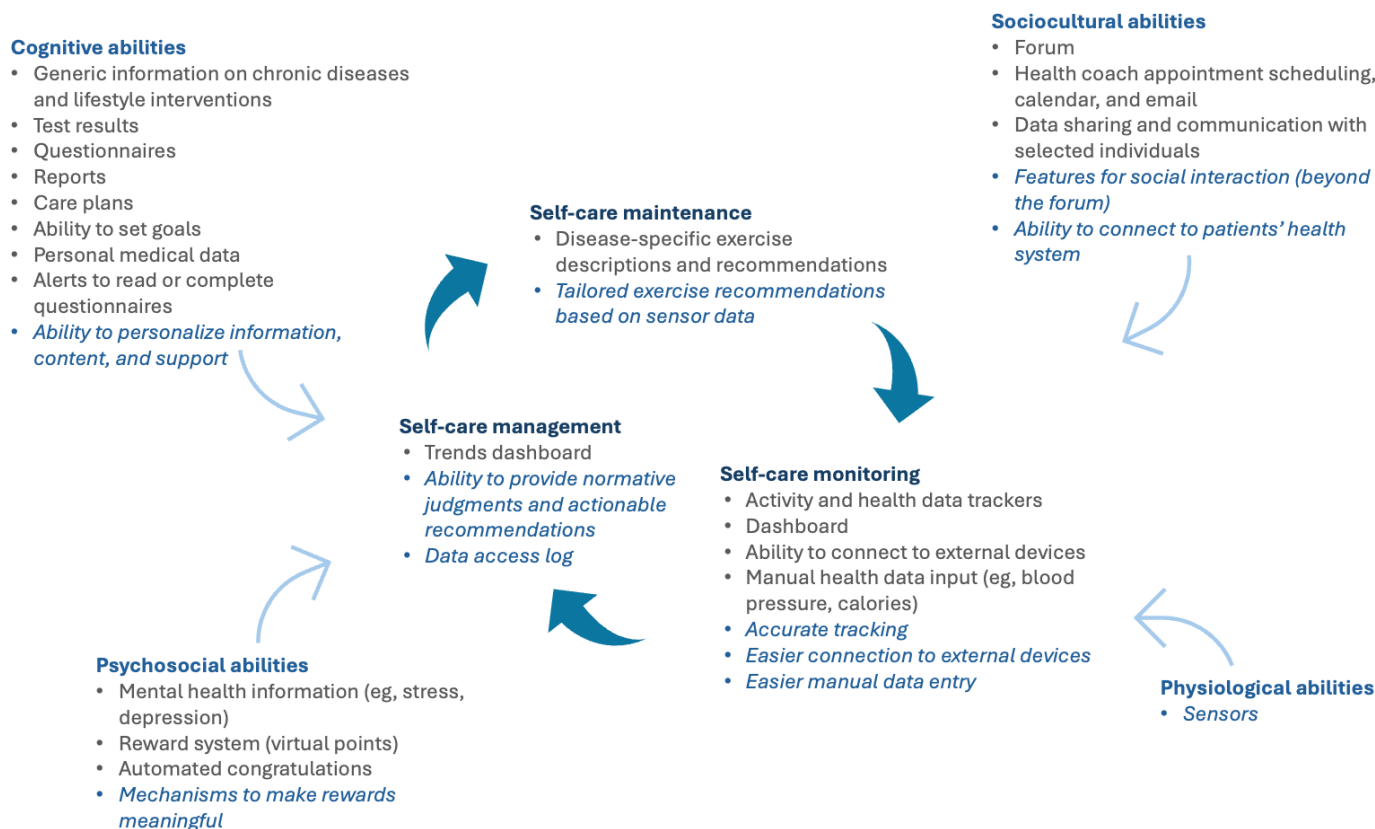 Cognitive abilities
• Generic information on chronic diseases
and lifestyle interventions
• Test results
• Questionnaires
• Reports
• Care plans
• Ability to set goals
• Personal medical data
• Alerts to read or complete
questionnaires
• Ability to personalize information,
content, and support
Sociocultural abilities
• Forum
• Health coach appointment scheduling,
calendar, and email
• Data sharing and communication with
selected individuals
• Features for social interaction (beyond
the forum)
• Ability to connect to patients’ health
system
Self-care maintenance
• Disease-specific exercise
descriptions and recommendations
• Tailored exercise recommendations
based on sensor data
Self-care management
• Trends dashboard
• Ability to provide normative
judgments and actionable
recommendations
• Data access log
Self-care monitoring
• Activity and health data trackers
• Dashboard
• Ability to connect to external devices
• Manual health data input (eg, blood
pressure, calories)
• Accurate tracking
• Easier connection to external devices
• Easier manual data entry
Psychosocial abilities
• Mental health information (eg, stress,
depression)
• Reward system (virtual points)
• Automated congratulations
• Mechanisms to make rewards
meaningful
Physiological abilities
• Sensors